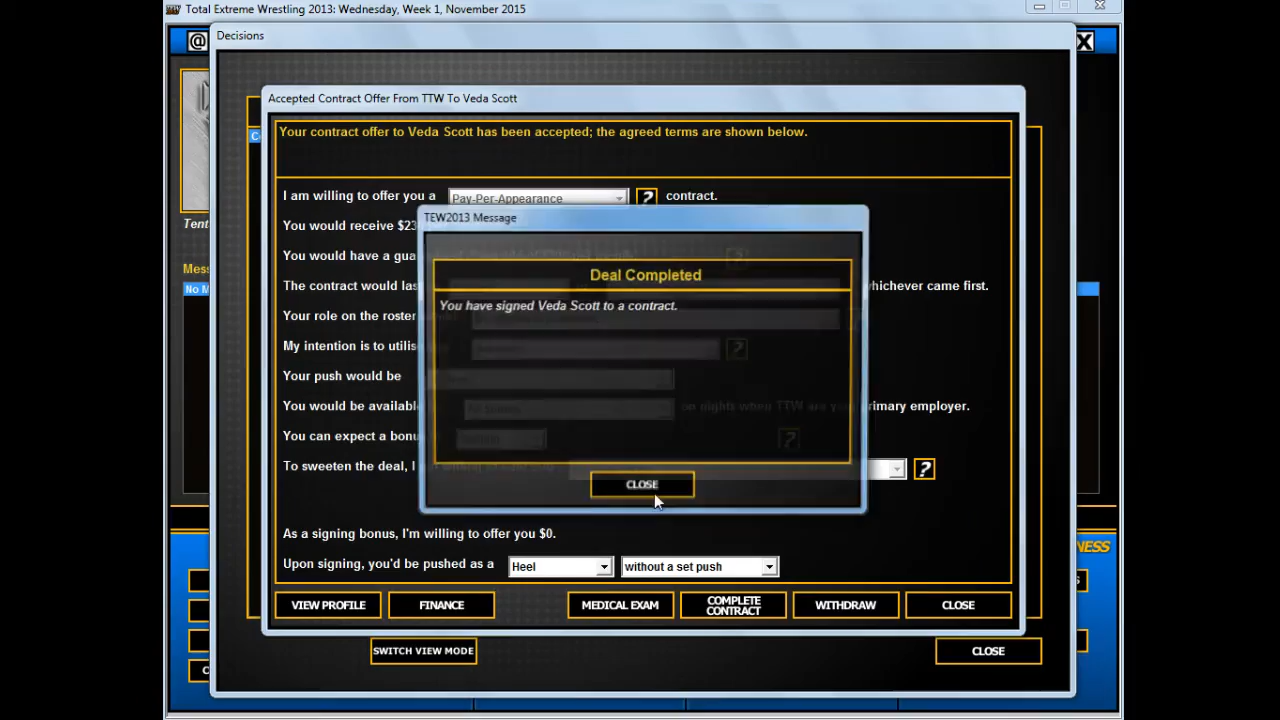 Total Extreme Wrestling 2013: Wednesday, Week 1, November 2015
@
X
Decisions
Accepted Contract Offer From TTW To Veda Scott
Your contract offer to Veda Scott has been accepted; the agreed terms are shown below.
I am willing to offer you a Pay-Per-Appearance ? contract.
TEW2013 Message
Tent
You would receive $23
You would have a gua
Deal Completed
Mes
No M
The contract would las whichever came first.
You have signed Veda Scott to a contract.
Your role on the roster
My intention is to utilis ?
Your push would be
You would be available on nights when TTW are your primary employer.
You can expect a bonu ?
To sweeten the deal, I ?
CLOSE
As a signing bonus, I'm willing to offer you $0.
NESS
Upon signing, you'd be pushed as a Heel without a set push
VIEW PROFILE FINANCE MEDICAL EXAM COMPLETE CONTRACT WITHDRAW CLOSE
SWITCH VIEW MODE CLOSE